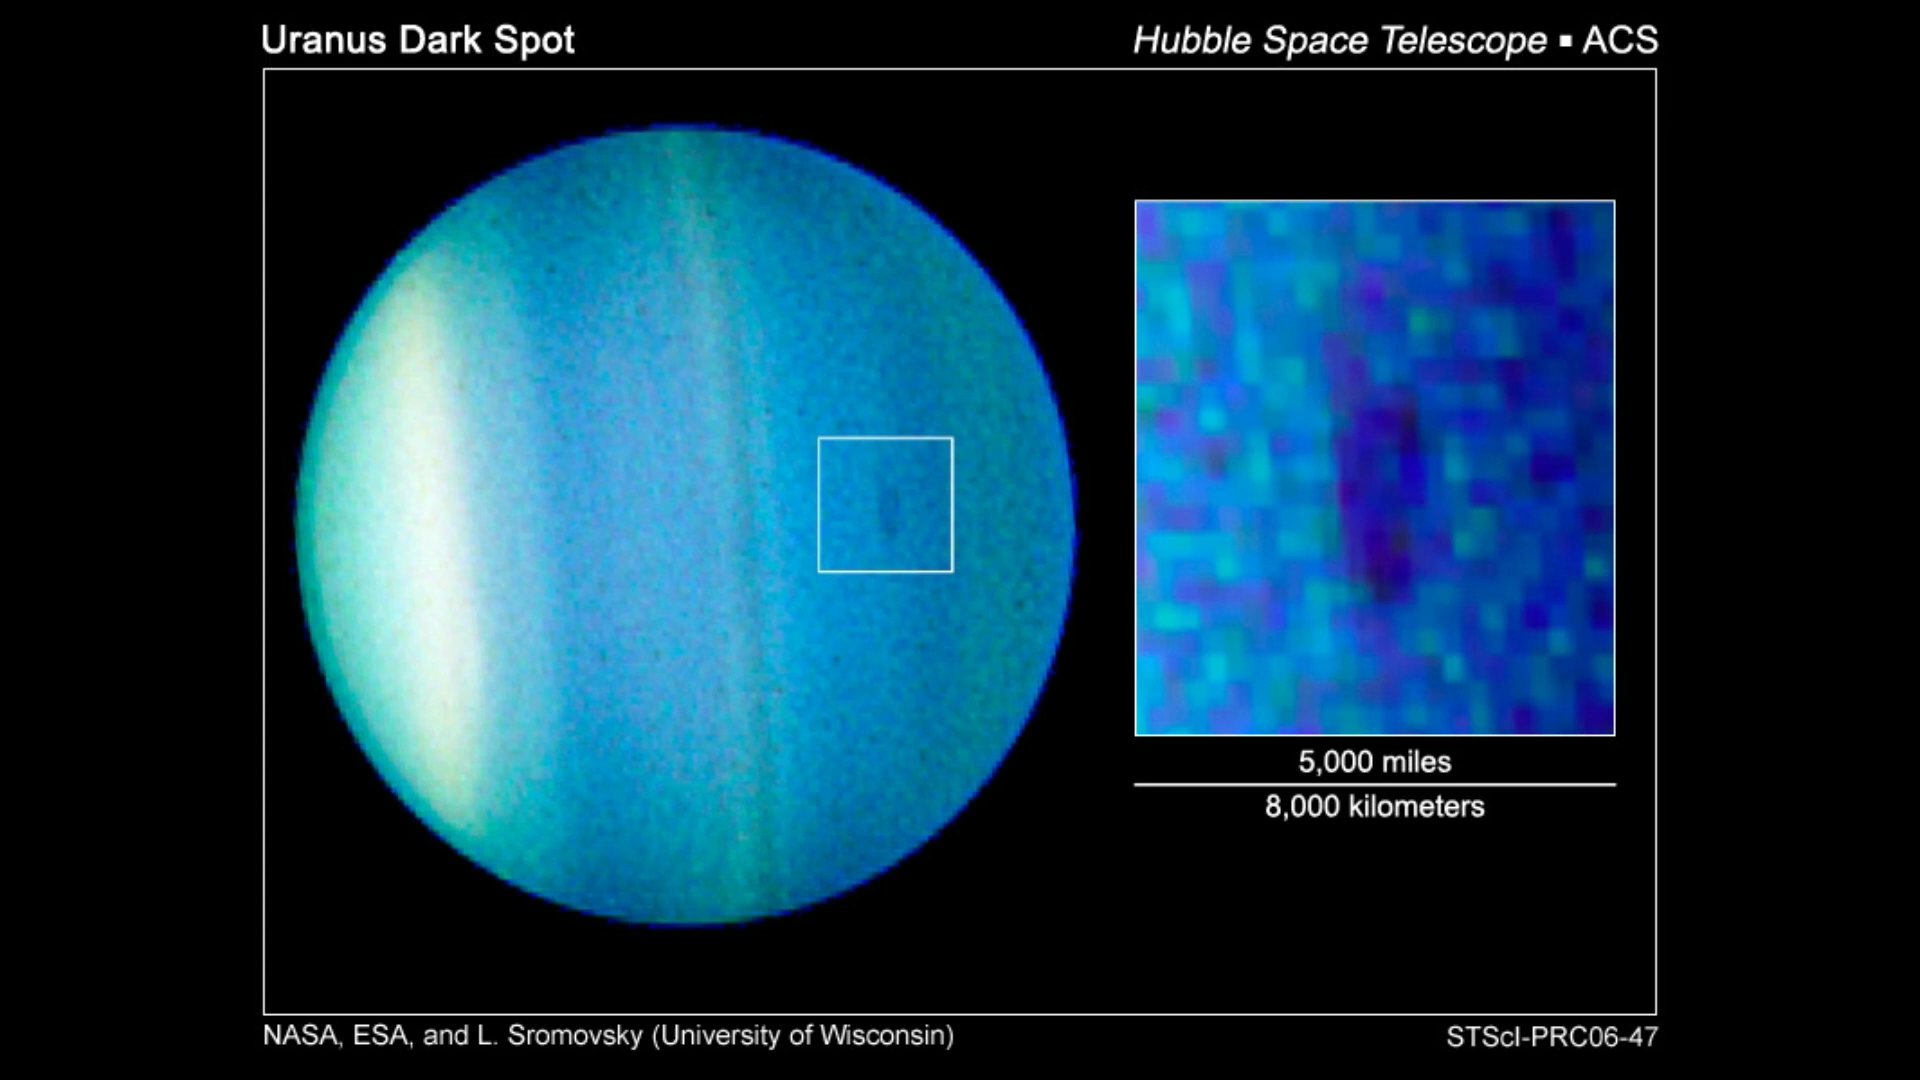 Uranus Dark Spot
Hubble Space Telescope ▪ ACS
5,000 miles
8,000 kilometers
NASA, ESA, and L. Sromovsky (University of Wisconsin)
STScI-PRC06-47